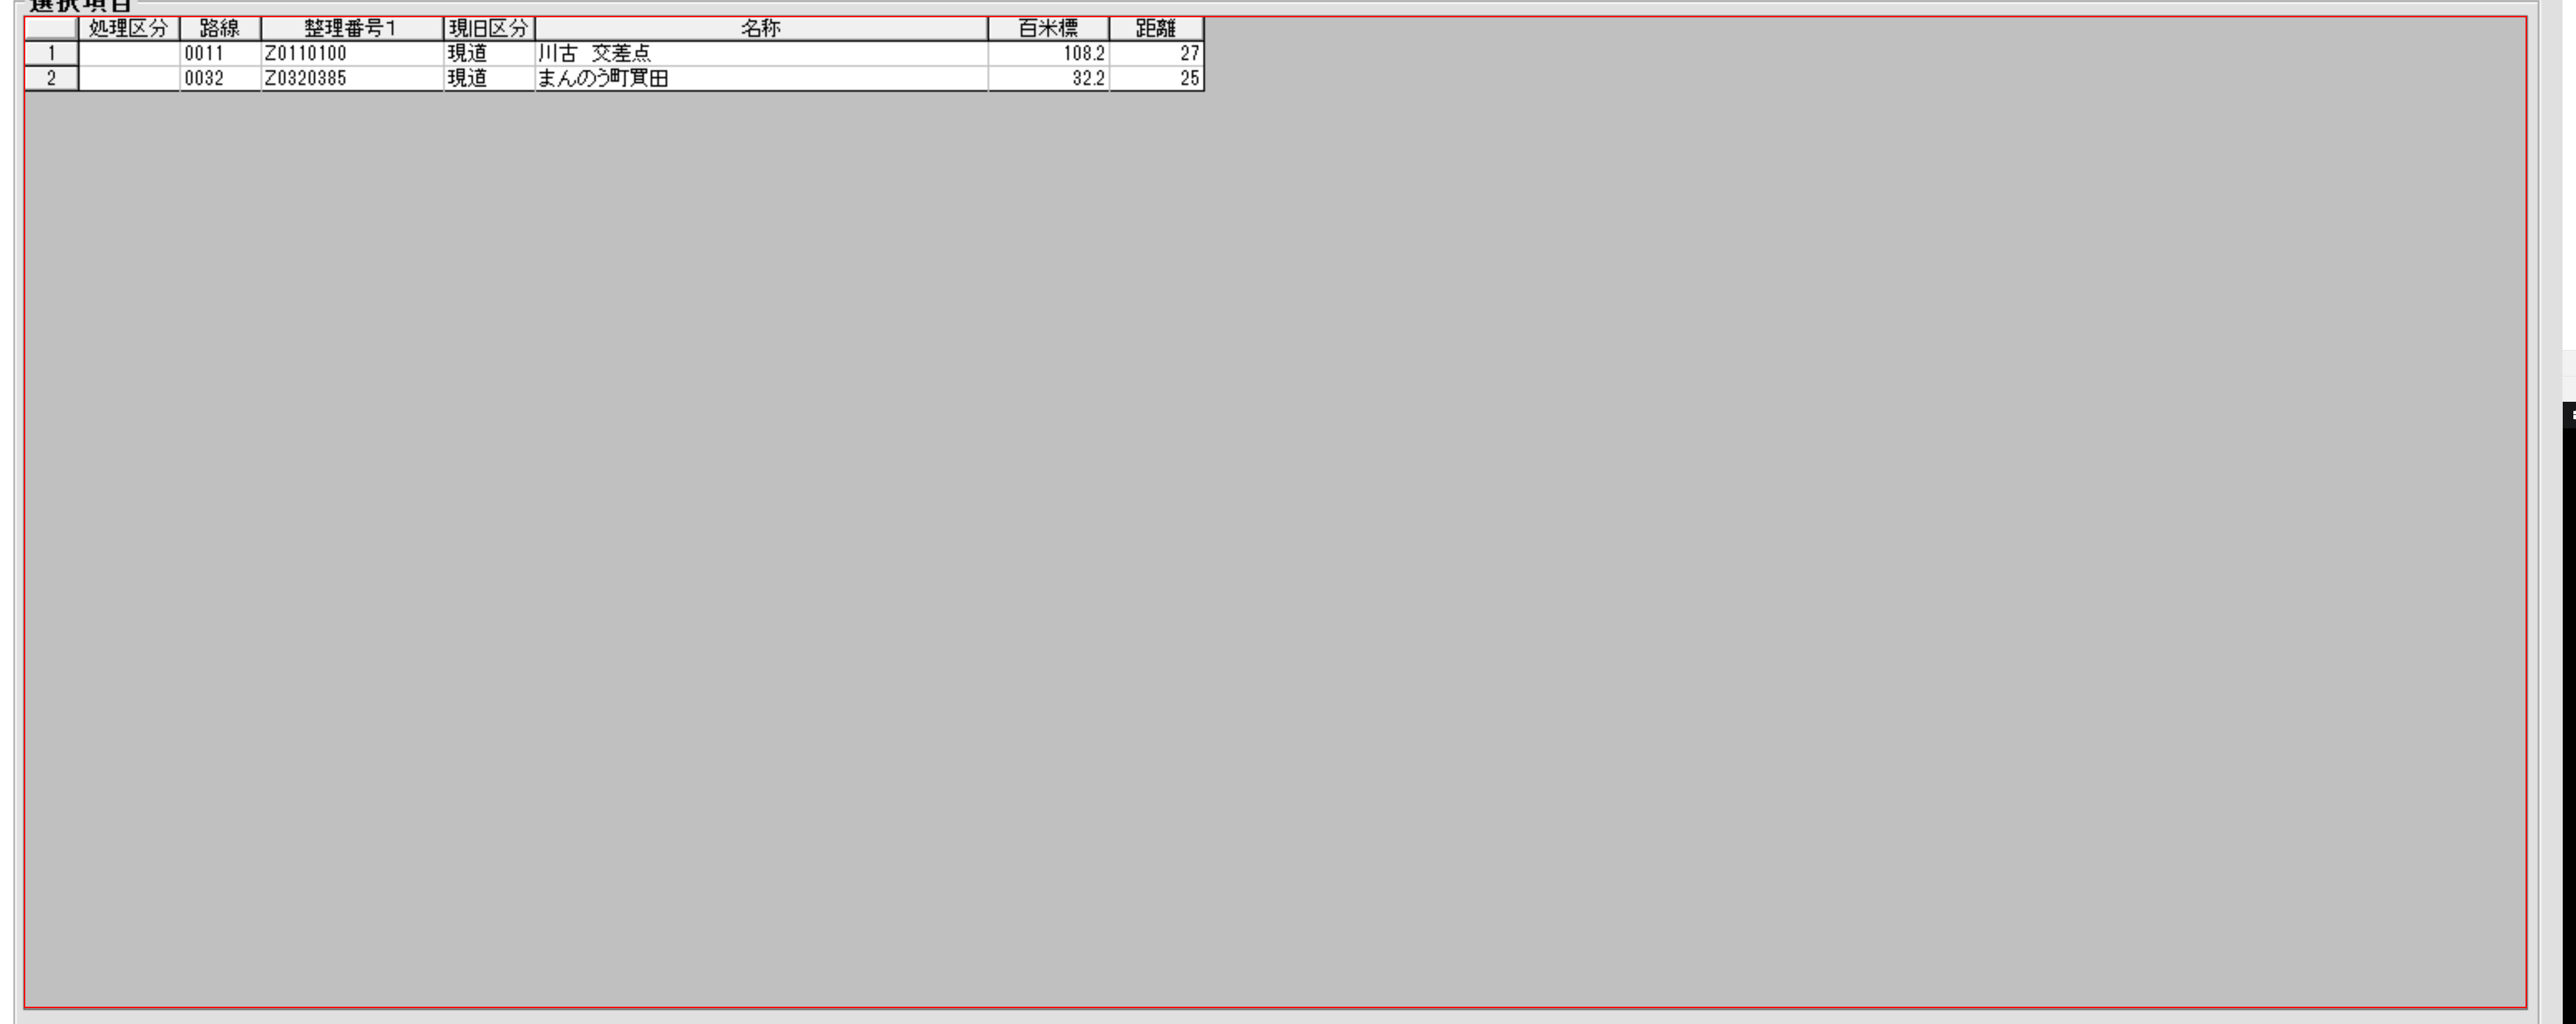 選択項目
処理区分 路線 整理番号1 現旧区分 名称 百米標 距離
1 0011 Z0110100 現道 川古　交差点 108.2 27
2 0032 Z0320385 現道 まんのう町買田 32.2 25